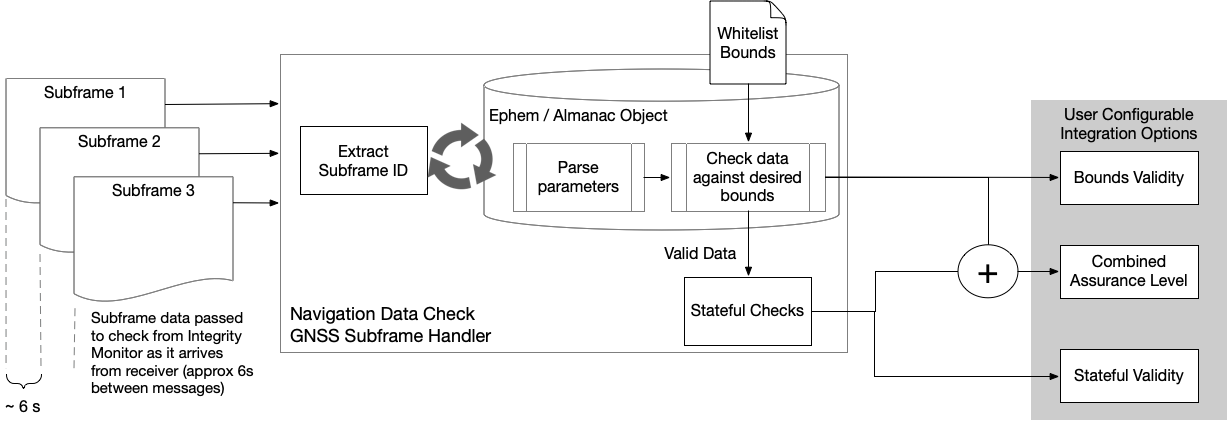 Whitelist
Bounds
Subframe 1
Subframe 2
Subframe 3
Subframe data passed
to check from Integrity
Monitor as it arrives
from receiver (approx 6s
between messages)
~ 6 s
Extract
Subframe ID
Ephem / Almanac Object
Parse
parameters
Check data
against desired
bounds
Valid Data
Stateful Checks
Navigation Data Check
GNSS Subframe Handler
+
User Configurable
Integration Options
Bounds Validity
Combined
Assurance Level
Stateful Validity